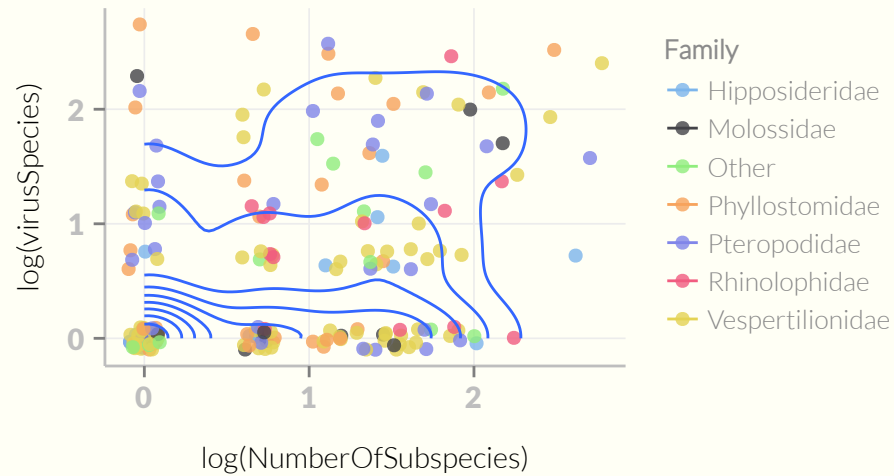 Family
Hipposideridae
Molossidae
Other
Phyllostomidae
Pteropodidae
Rhinolophidae
Vespertilionidae
log(virusSpecies)
2
1
0
0 1 2
log(NumberOfSubspecies)